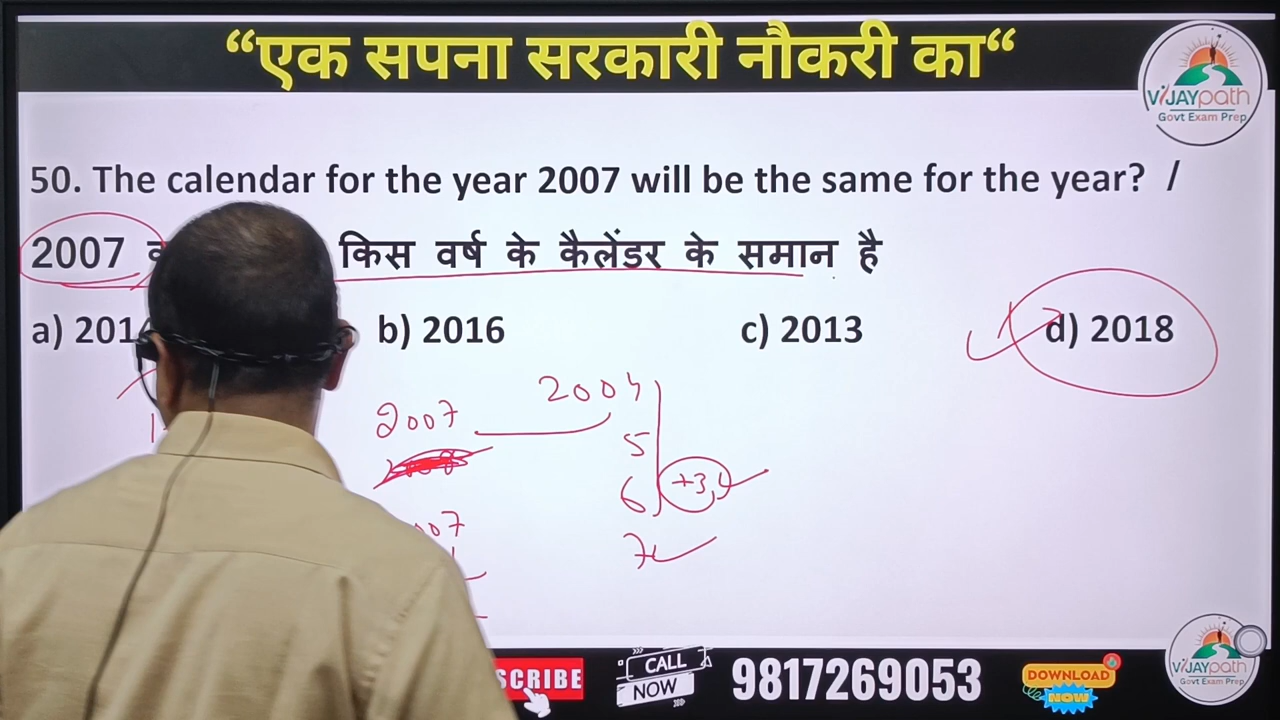 “एक सपना सरकारी नौकरी का“
VIJAYpath
Govt Exam Prep
50. The calendar for the year 2007 will be the same for the year? /
2007 किस वर्ष के कैलेंडर के समान है
a) b) 2016 c) 2013 d) 2018
2007
2004
5
6 +3
7
007
SCRIBE
CALL
NOW
9817269053
DOWNLOAD
NOW
VIJAYpath
Govt Exam Prep